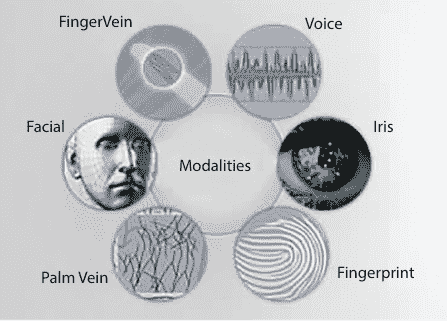 FingerVein
Voice
Facial
Iris
Modalities
Palm Vein
Fingerprint